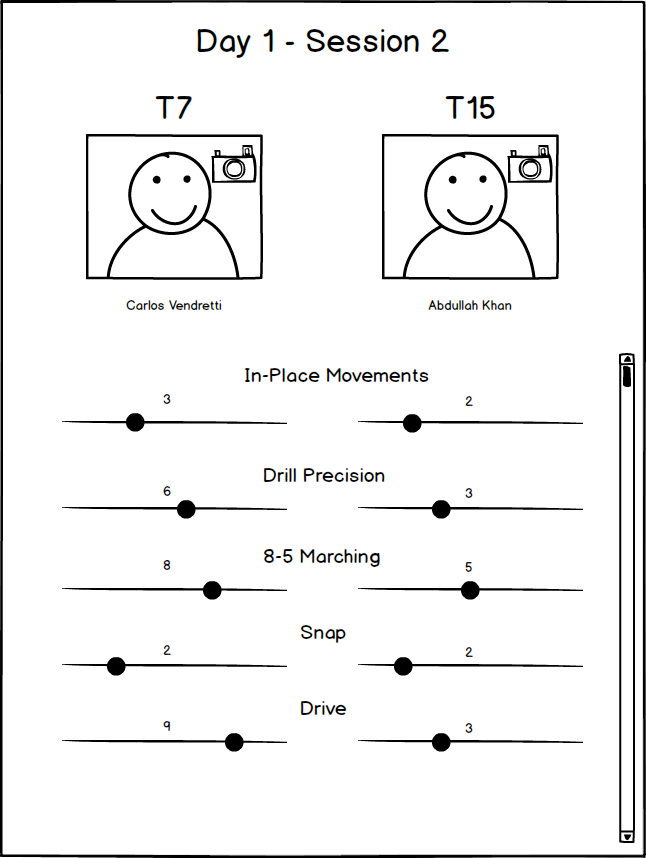 Day 1 - Session 2
T7
T15
Carlos Vendretti
Abdullah Khan
In-Place Movements
3
2
Drill Precision
6
3
8-5 Marching
8
5
Snap
2
2
Drive
9
3